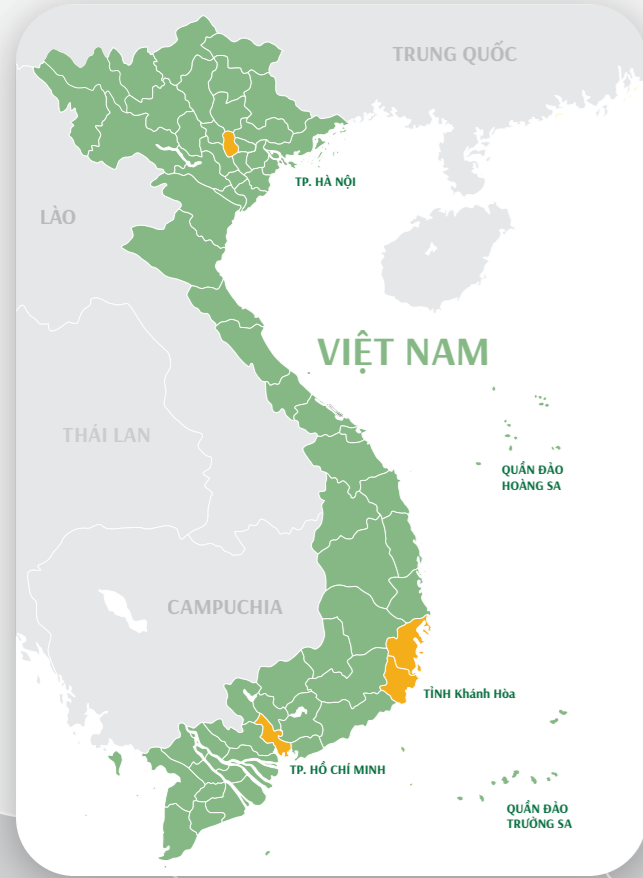 TRUNG QUỐC
TP. HÀ NỘI
LÀO
VIỆT NAM
THÁI LAN
QUẦN ĐẢO
HOÀNG SA
CAMPUCHIA
TỈNH Khánh Hòa
TP. HỒ CHÍ MINH
QUẦN ĐẢO
TRƯỜNG SA